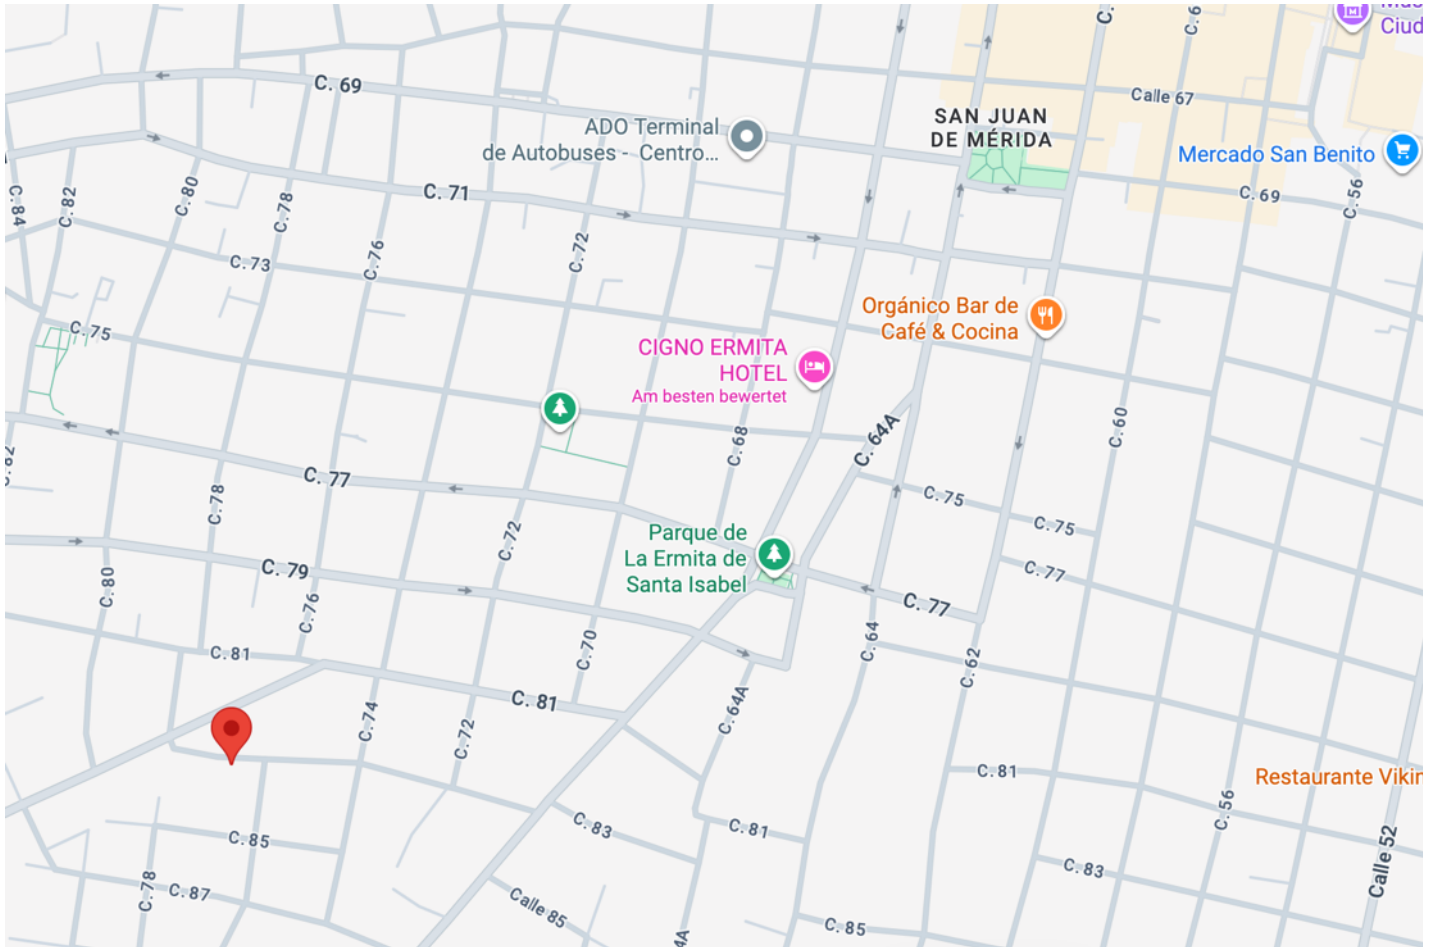 Ciud
C. 69
Calle 67
SAN JUAN
DE MÉRIDA
ADO Terminal
de Autobuses - Centro...
Mercado San Benito
C. 84
C. 82
C. 80
C. 78
C. 71
C. 69
C. 56
C. 73
C. 76
C. 72
C. 75
Orgánico Bar de
Café & Cocina
CIGNO ERMITA
HOTEL
Am besten bewertet
C. 68
C. 64A
C. 60
C. 82
C. 77
C. 78
C. 75
C. 75
C. 72
Parque de
La Ermita de
Santa Isabel
C. 79
C. 77
C. 77
C. 80
C. 76
C. 81
C. 70
C. 64
C. 62
C. 81
C. 74
C. 72
C. 64A
C. 81
Restaurante Vikin
C. 56
C. 83
C. 81
C. 85
C. 83
Calle 52
C. 78
C. 87
Calle 85
C. 85
4A